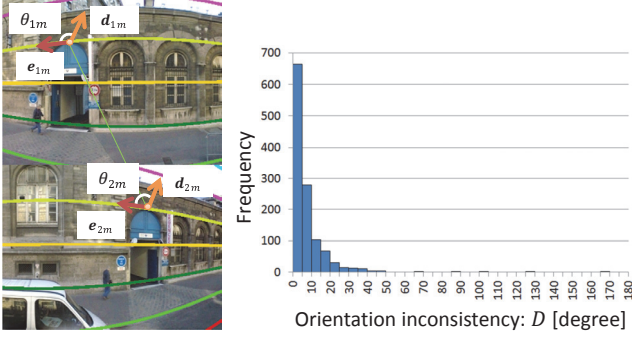 θ1m
d1m
e1m
θ2m
d2m
e2m
Frequency
700
600
500
400
300
200
100
0
0 10 20 25 30 40 50 60 70 80 90 100 110 120 130 140 150 160 170 180
Orientation inconsistency: D [degree]